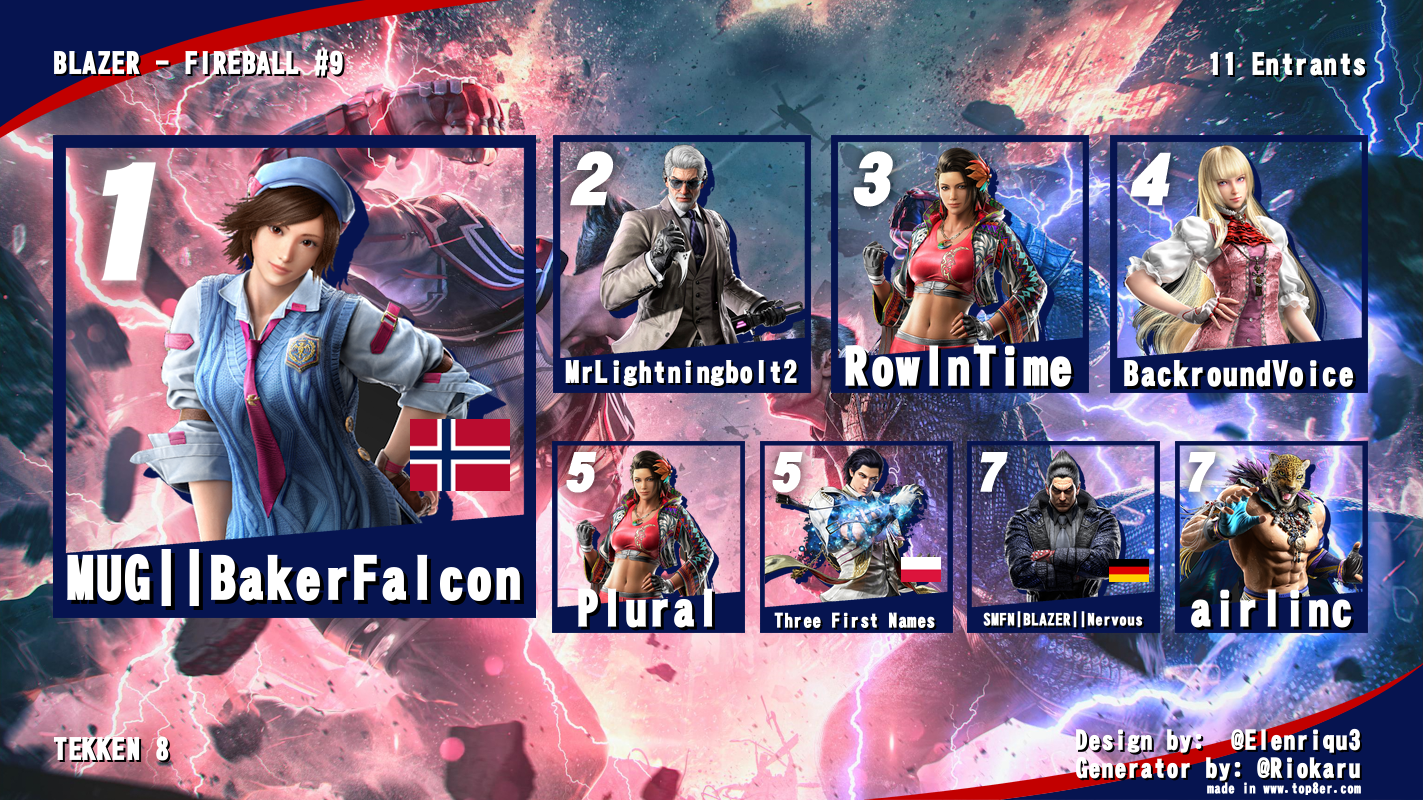 BLAZER - FIREBALL #9
11 Entrants
1
MUG||BakerFalcon
2
MrLightningbolt2
3
RowInTime
4
BackroundVoice
5
Plural
5
Three First Names
7
SMFN|BLAZER||Nervous
7
airlinc
TEKKEN 8
Design by: @Elenriqu3
Generator by: @Riokaru
made in www.top8er.com